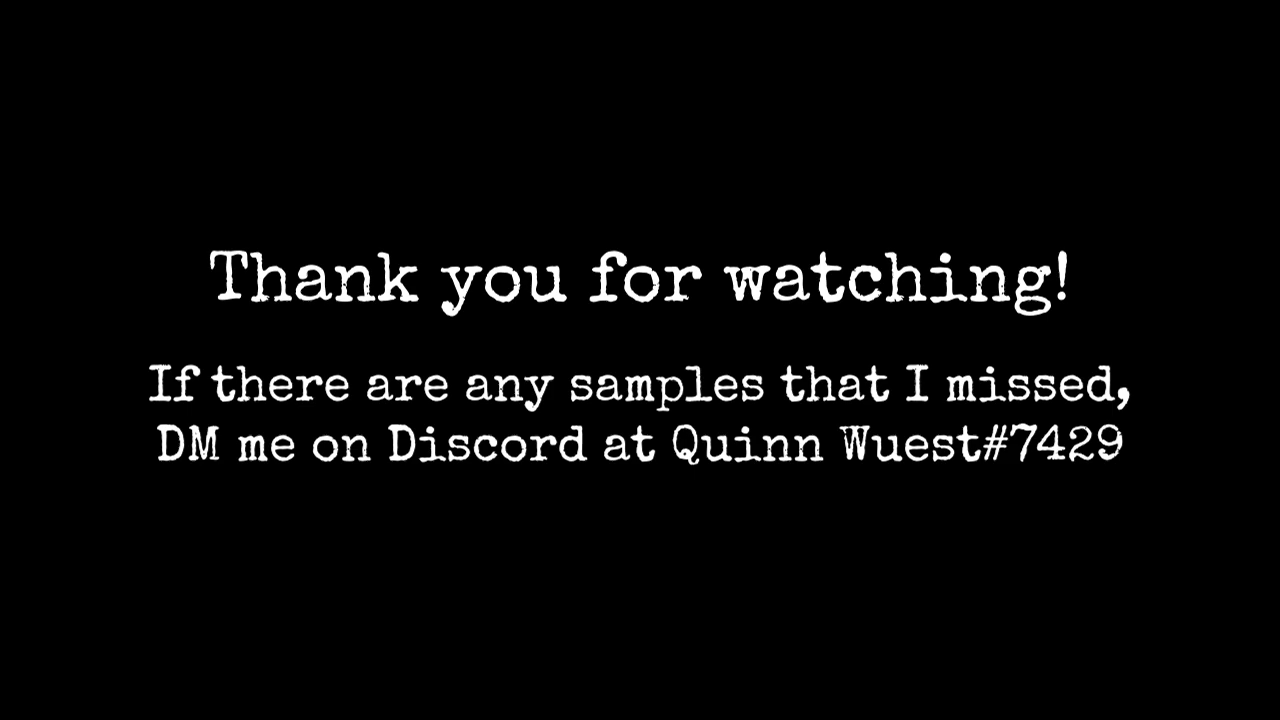 Thank you for watching!
If there are any samples that I missed,
DM me on Discord at Quinn Wuest#7429